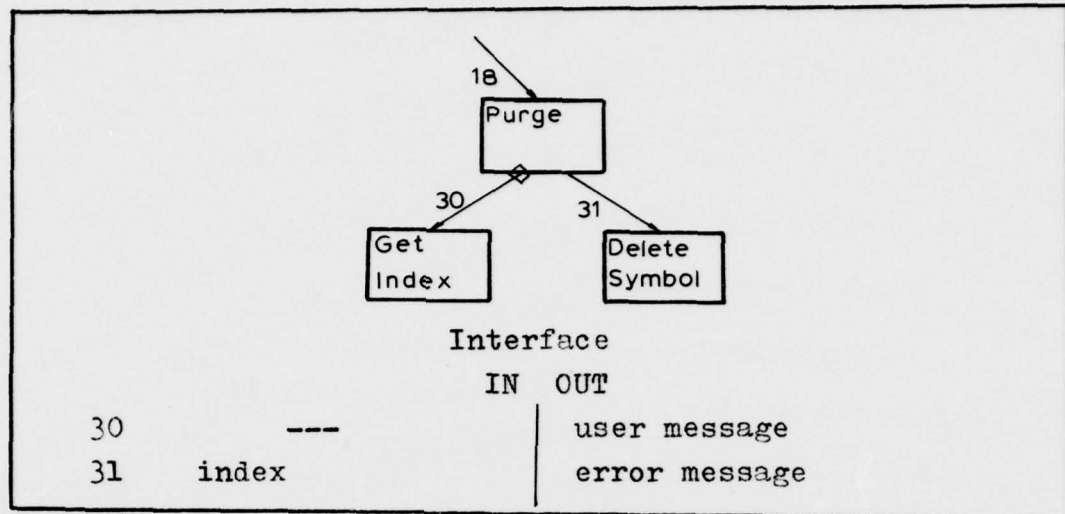 18
Purge
30
31
Get
Index
Delete
Symbol
Interface
IN OUT
30 --- user message
31 index error message